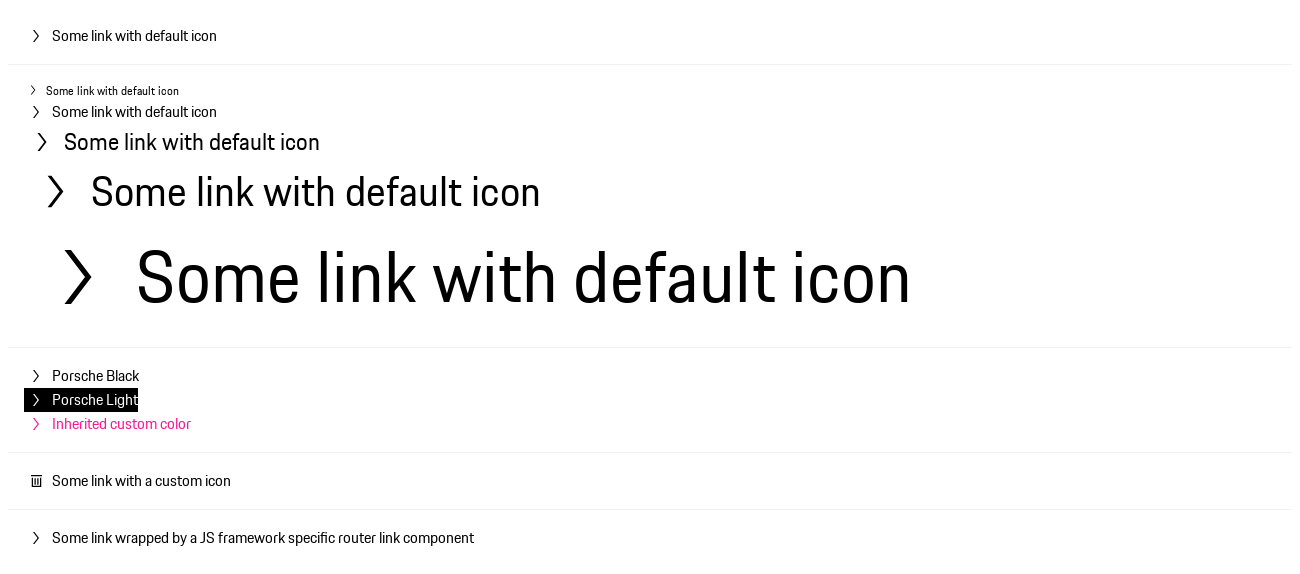 Some link with default icon
Some link with default icon
Some link with default icon
Some link with default icon
Some link with default icon
Some link with default icon
Porsche Black
Porsche Light
Inherited custom color
Some link with a custom icon
Some link wrapped by a JS framework specific router link component